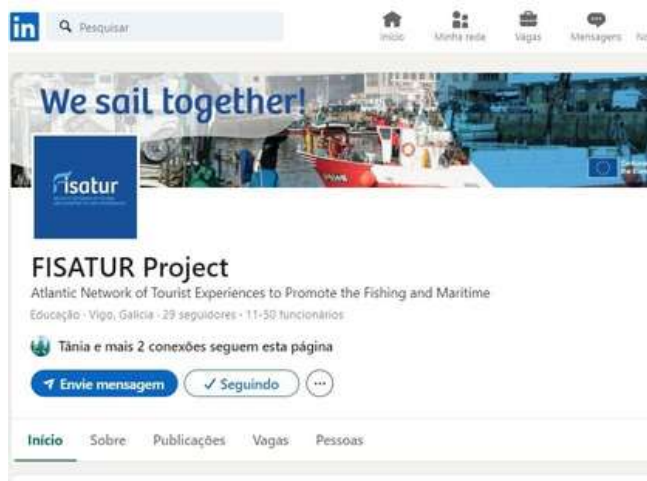 in
Pesquisar
Início
Minha rede
Vagas
Mensagens
We sail together!
Fisatur
FISATUR Project
Atlantic Network of Tourist Experiences to Promote the Fishing and Maritime
Educação · Vigo, Galicia · 29 seguidores · 11-50 funcionários
Tânia e mais 2 conexões seguem esta página
Envie mensagem
Seguindo
Início Sobre Publicações Vagas Pessoas